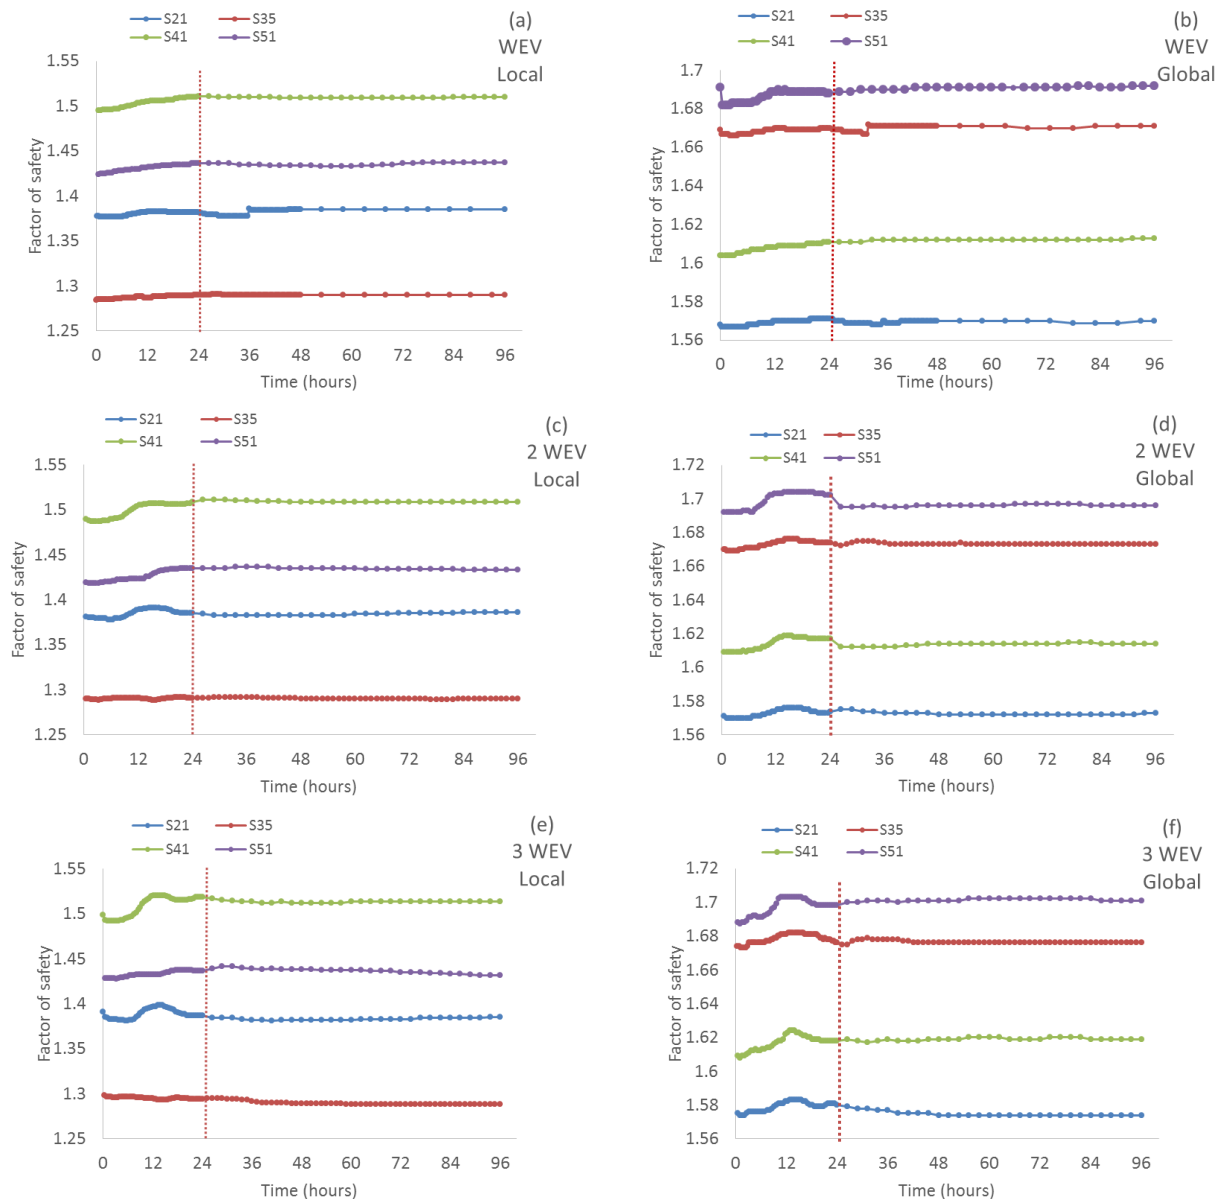 S21 S35
S41 S51
(a)
WEV
Local
1.55
1.5
1.45
1.4
1.35
1.3
1.25
Factor of safety
0 12 24 36 48 60 72 84 96
Time (hours)
S21 S35
S41 S51
(b)
WEV
Global
1.7
1.68
1.66
1.64
1.62
1.6
1.58
1.56
Factor of safety
0 12 24 36 48 60 72 84 96
Time (hours)
S21 S35
S41 S51
(c)
2 WEV
Local
1.55
1.5
1.45
1.4
1.35
1.3
1.25
Factor of safety
0 12 24 36 48 60 72 84 96
Time (hours)
S21 S35
S41 S51
(d)
2 WEV
Global
1.72
1.7
1.68
1.66
1.64
1.62
1.6
1.58
1.56
Factor of safety
0 12 24 36 48 60 72 84 96
Time (hours)
S21 S35
S41 S51
(e)
3 WEV
Local
1.55
1.5
1.45
1.4
1.35
1.3
1.25
Factor of safety
0 12 24 36 48 60 72 84 96
Time (hours)
S21 S35
S41 S51
(f)
3 WEV
Global
1.72
1.7
1.68
1.66
1.64
1.62
1.6
1.58
1.56
Factor of safety
0 12 24 36 48 60 72 84 96
Time (hours)